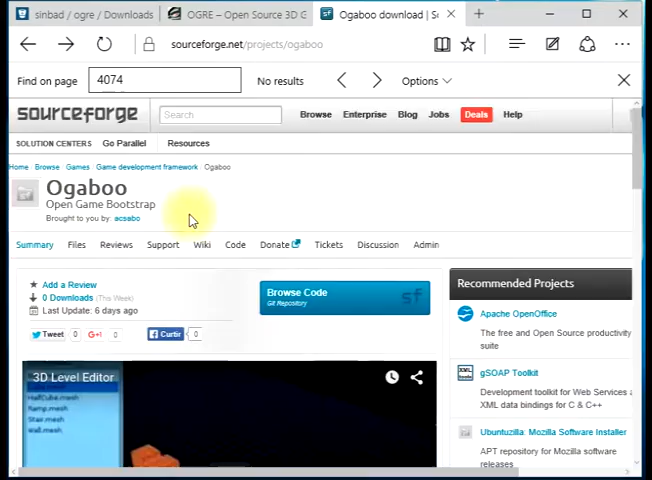 sinbad / ogre / Downloads
OGRE – Open Source 3D G
Ogaboo download | So
sourceforge.net/projects/ogaboo
Find on page
4074
No results
Options
sourceforge
Search
Browse
Enterprise
Blog
Jobs
Deals
Help
SOLUTION CENTERS
Go Parallel
Resources
Home
Browse
Games
Game development framework
Ogaboo
Ogaboo
Open Game Bootstrap
Brought to you by: acsabo
Summary
Files
Reviews
Support
Wiki
Code
Donate
Tickets
Discussion
Admin
Add a Review
0 Downloads (This Week)
Last Update: 6 days ago
Tweet
0
G+1
0
Curtir
0
Browse Code
Git Repository
sf
Recommended Projects
Apache OpenOffice
The free and Open Source productivity
suite
gSOAP Toolkit
Development toolkit for Web Services a
XML data bindings for C & C++
Ubuntuzilla: Mozilla Software Installer
APT repository for Mozilla software
releases
3D Level Editor
HalfCube.mesh
Ramp.mesh
Stair.mesh
Wall.mesh